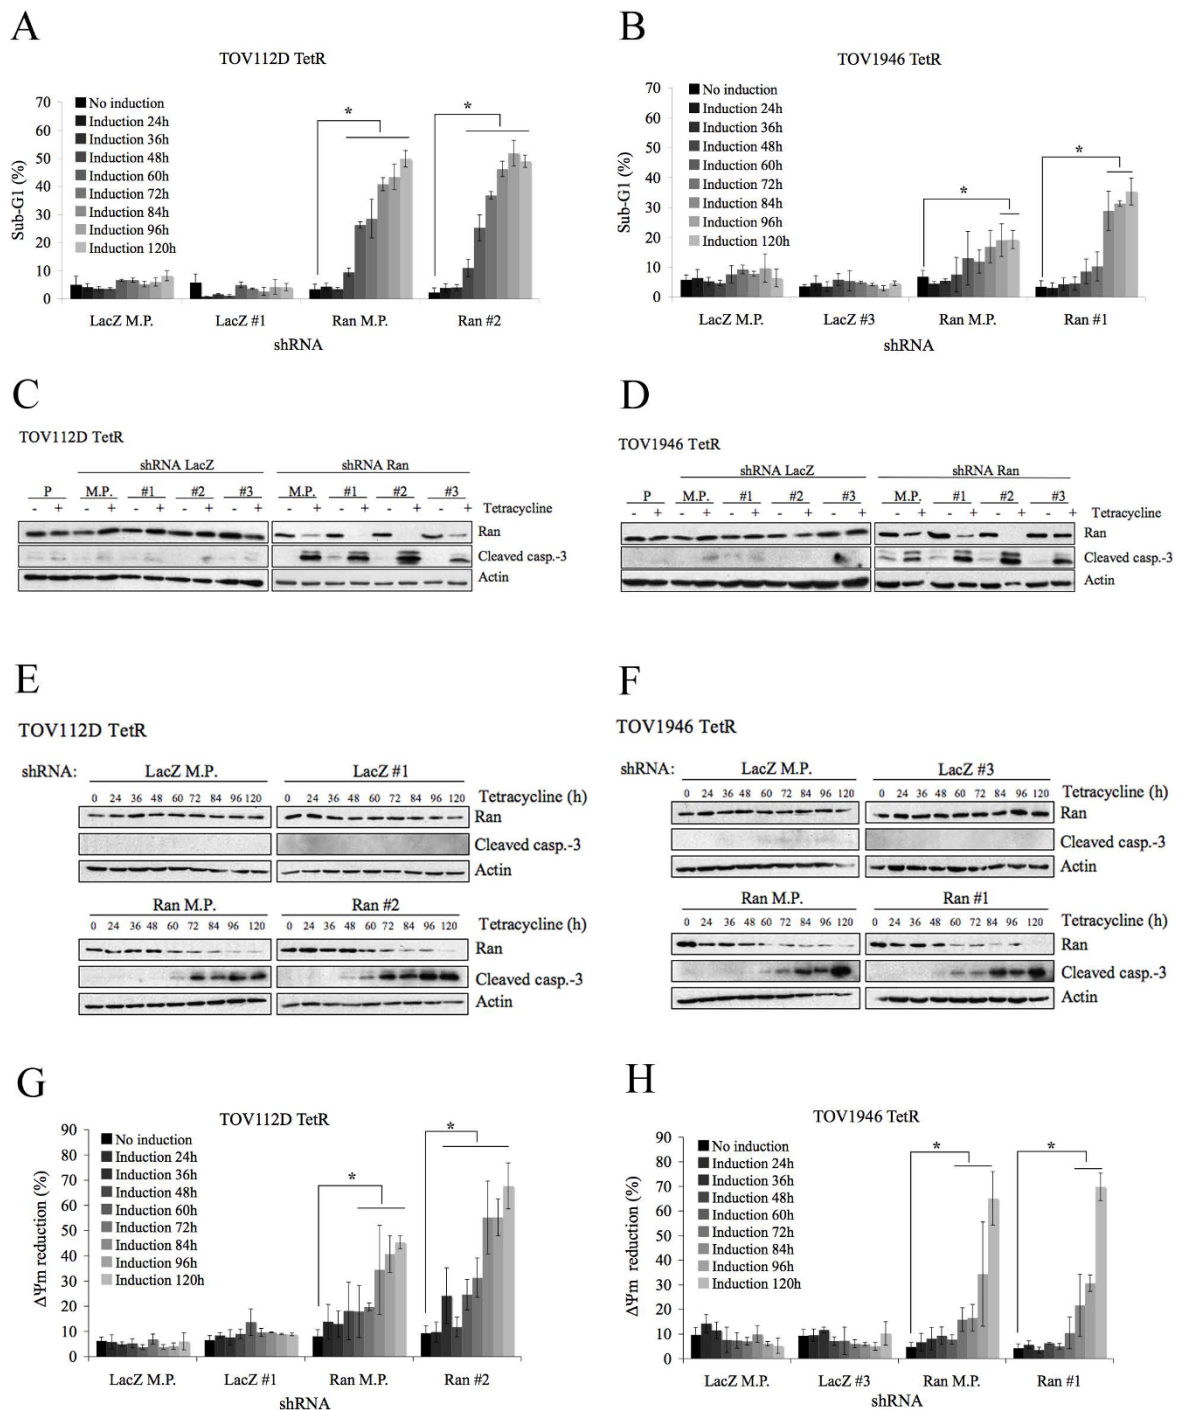 A
TOV112D TetR
Sub-G1 (%)
70
60
50
40
30
20
10
0
No induction
Induction 24h
Induction 36h
Induction 48h
Induction 60h
Induction 72h
Induction 84h
Induction 96h
Induction 120h
*
*
LacZ M.P. LacZ #1 Ran M.P. Ran #2
shRNA
B
TOV1946 TetR
Sub-G1 (%)
70
60
50
40
30
20
10
0
No induction
Induction 24h
Induction 36h
Induction 48h
Induction 60h
Induction 72h
Induction 84h
Induction 96h
Induction 120h
*
*
LacZ M.P. LacZ #3 Ran M.P. Ran #1
shRNA
C
TOV112D TetR
shRNA LacZ shRNA Ran
P M.P. #1 #2 #3 M.P. #1 #2 #3
- + - + - + - + - + - + - + - + - + Tetracycline
Ran
Cleaved casp.-3
Actin
D
TOV1946 TetR
shRNA LacZ shRNA Ran
P M.P. #1 #2 #3 M.P. #1 #2 #3
- + - + - + - + - + - + - + - + - + Tetracycline
Ran
Cleaved casp.-3
Actin
E
TOV112D TetR
shRNA: LacZ M.P. LacZ #1
0 24 36 48 60 72 84 96 120 0 24 36 48 60 72 84 96 120 Tetracycline (h)
Ran
Cleaved casp.-3
Actin
Ran M.P. Ran #2
0 24 36 48 60 72 84 96 120 0 24 36 48 60 72 84 96 120 Tetracycline (h)
Ran
Cleaved casp.-3
Actin
F
TOV1946 TetR
shRNA: LacZ M.P. LacZ #3
0 24 36 48 60 72 84 96 120 0 24 36 48 60 72 84 96 120 Tetracycline (h)
Ran
Cleaved casp.-3
Actin
Ran M.P. Ran #1
0 24 36 48 60 72 84 96 120 0 24 36 48 60 72 84 96 120 Tetracycline (h)
Ran
Cleaved casp.-3
Actin
G
TOV112D TetR
ΔΨm reduction (%)
90
80
70
60
50
40
30
20
10
0
No induction
Induction 24h
Induction 36h
Induction 48h
Induction 60h
Induction 72h
Induction 84h
Induction 96h
Induction 120h
*
*
LacZ M.P. LacZ #1 Ran M.P. Ran #2
shRNA
H
TOV1946 TetR
ΔΨm reduction (%)
90
80
70
60
50
40
30
20
10
0
No induction
Induction 24h
Induction 36h
Induction 48h
Induction 60h
Induction 72h
Induction 84h
Induction 96h
Induction 120h
*
*
LacZ M.P. LacZ #3 Ran M.P. Ran #1
shRNA